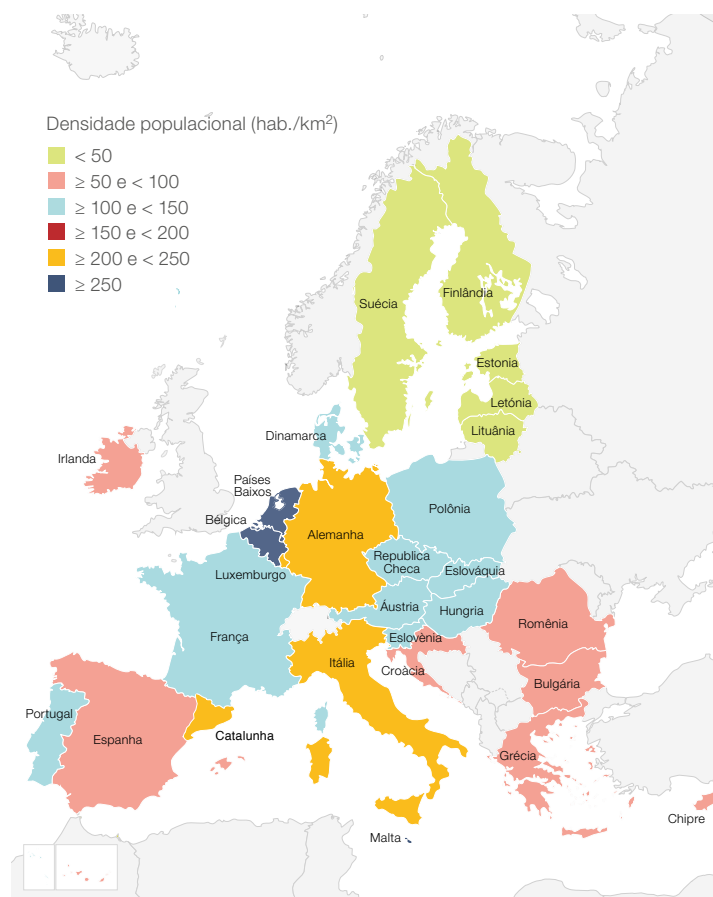 Densidade populacional (hab./km²)
< 50
≥ 50 e < 100
≥ 100 e < 150
≥ 150 e < 200
≥ 200 e < 250
≥ 250
Suécia
Finlândia
Estonia
Letónia
Lituânia
Dinamarca
Irlanda
Países
Baixos
Bélgica
Alemanha
Polônia
Luxemburgo
Republica
Checa
Eslováquia
Áustria
Hungria
França
Eslovènia
Romênia
Itália
Croàcia
Bulgária
Portugal
Espanha
Catalunha
Grécia
Chipre
Malta